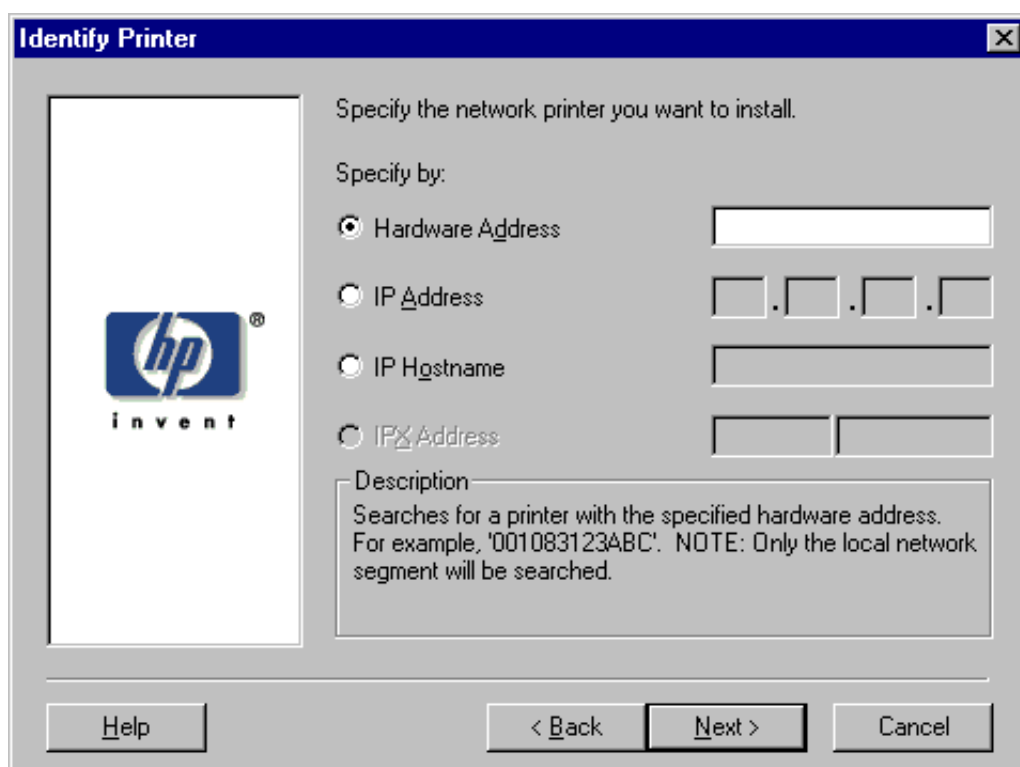 Identify Printer
Specify the network printer you want to install.
Specify by:
Hardware Address
IP Address
. . .
IP Hostname
hp ®
invent
IPX Address
Description
Searches for a printer with the specified hardware address.
For example, '001083123ABC'. NOTE: Only the local network
segment will be searched.
Help
< Back
Next >
Cancel